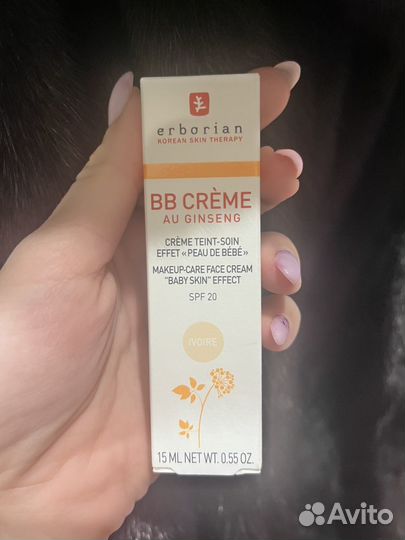 erborian
KOREAN SKIN THERAPY
BB CRÈME
AU GINSENG
CRÈME TEINT-SOIN
EFFET « PEAU DE BÉBÉ »
MAKEUP-CARE FACE CREAM
"BABY SKIN" EFFECT
SPF 20
IVOIRE
15 ML NET WT. 0.55 OZ.
Avito